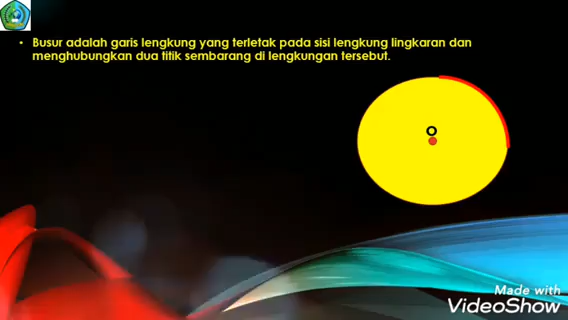 • Busur adalah garis lengkung yang terletak pada sisi lengkung lingkaran dan
menghubungkan dua titik sembarang di lengkungan tersebut.
O
Made with
VideoShow